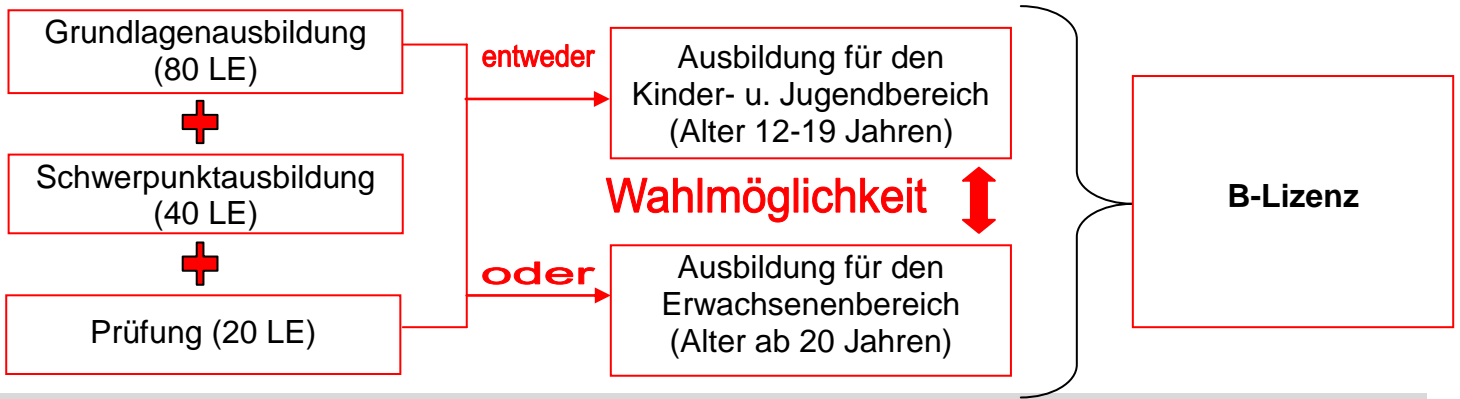 Grundlagenausbildung
(80 LE)
Schwerpunktausbildung
(40 LE)
Prüfung (20 LE)
entweder
oder
Ausbildung für den
Kinder- u. Jugendbereich
(Alter 12-19 Jahren)
Wahlmöglichkeit
Ausbildung für den
Erwachsenenbereich
(Alter ab 20 Jahren)
B-Lizenz